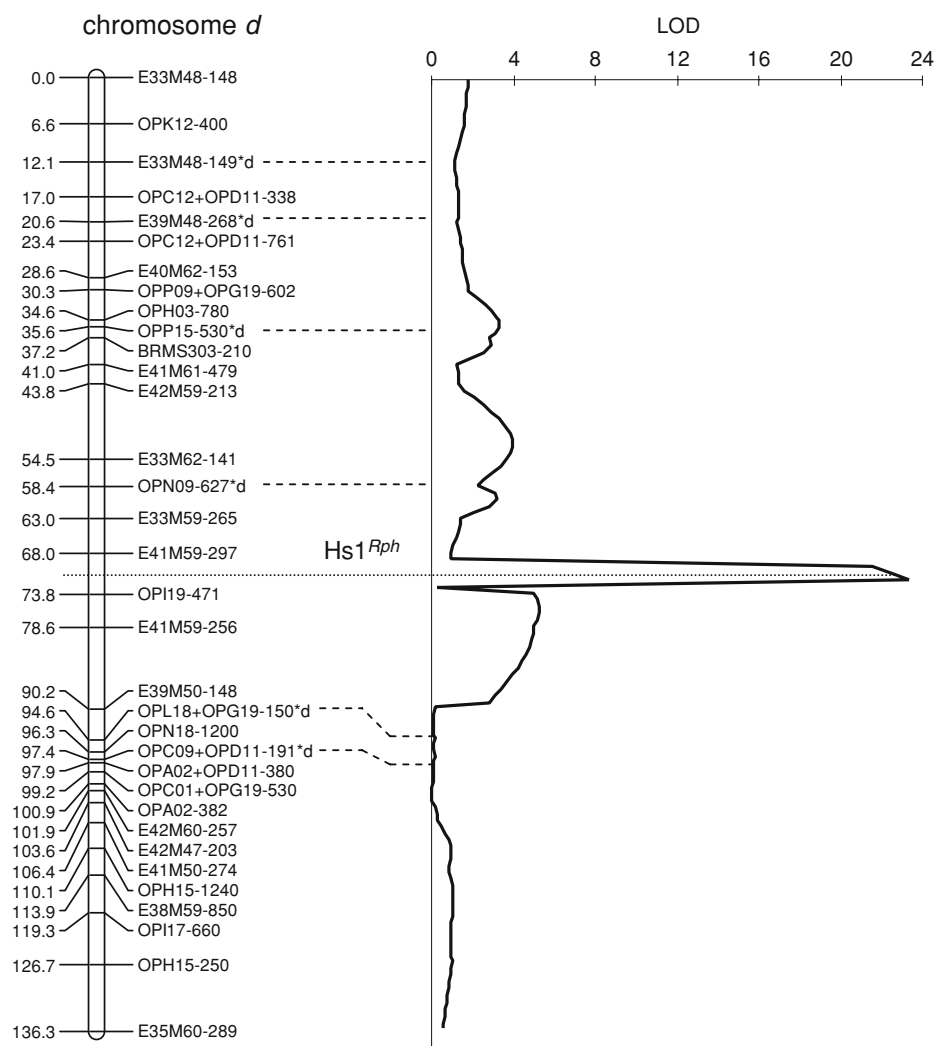 chromosome d
LOD
0 4 8 12 16 20 24
0.0 E33M48-148
6.6 OPK12-400
12.1 E33M48-149*d
17.0 OPC12+OPD11-338
20.6 E39M48-268*d
23.4 OPC12+OPD11-761
28.6 E40M62-153
30.3 OPP09+OPG19-602
34.6 OPH03-780
35.6 OPP15-530*d
37.2 BRMS303-210
41.0 E41M61-479
43.8 E42M59-213
54.5 E33M62-141
58.4 OPN09-627*d
63.0 E33M59-265
68.0 E41M59-297 Hs1Rph
73.8 OPI19-471
78.6 E41M59-256
90.2 E39M50-148
94.6 OPL18+OPG19-150*d
96.3 OPN18-1200
97.4 OPC09+OPD11-191*d
97.9 OPA02+OPD11-380
99.2 OPC01+OPG19-530
100.9 OPA02-382
101.9 E42M60-257
103.6 E42M47-203
106.4 E41M50-274
110.1 OPH15-1240
113.9 E38M59-850
119.3 OPI17-660
126.7 OPH15-250
136.3 E35M60-289